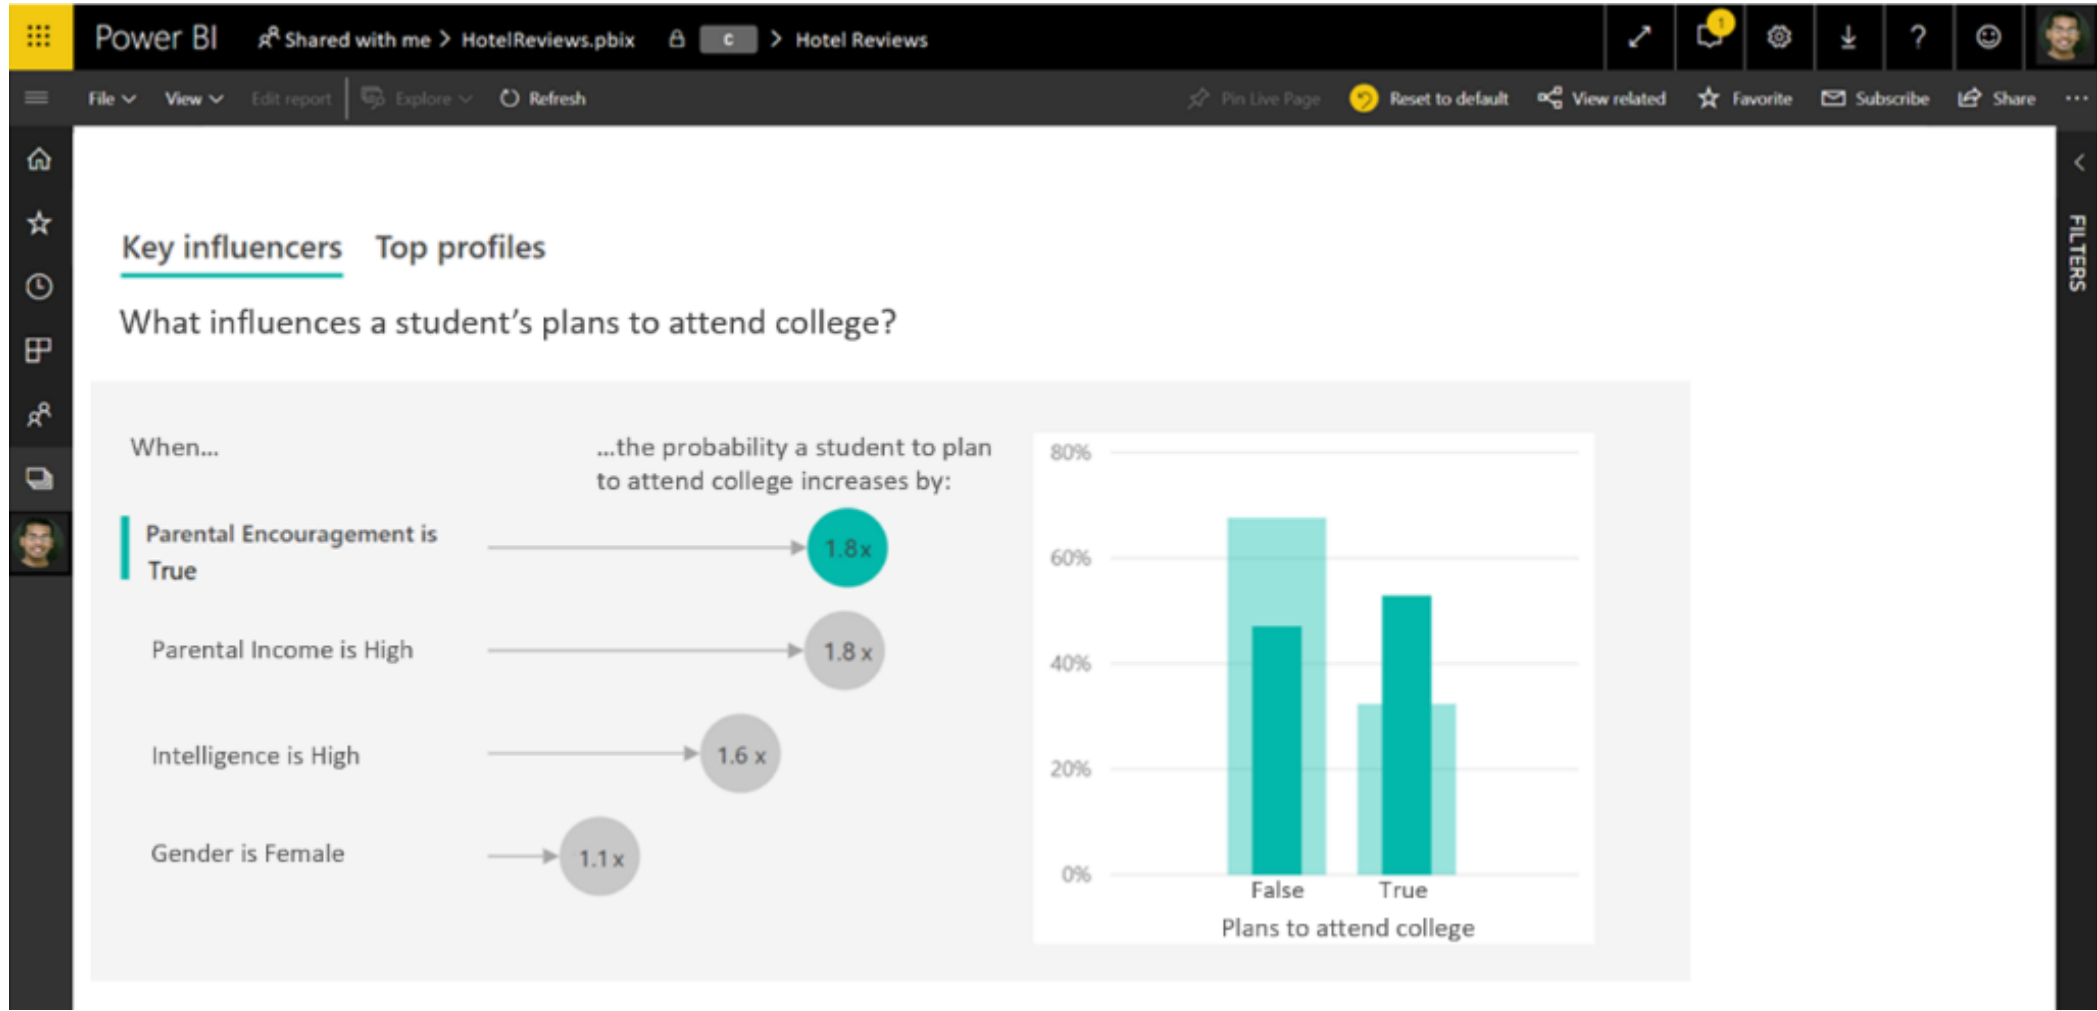 Power BI Shared with me > HotelReviews.pbix C > Hotel Reviews 1 ?
File View Edit report Explore Refresh Pin Live Page Reset to default View related Favorite Subscribe Share ...
FILTERS
Key influencers Top profiles
What influences a student's plans to attend college?
When...
...the probability a student to plan
to attend college increases by:
Parental Encouragement is
True
1.8x
Parental Income is High
1.8 x
Intelligence is High
1.6 x
Gender is Female
1.1 x
80%
60%
40%
20%
0%
False True
Plans to attend college